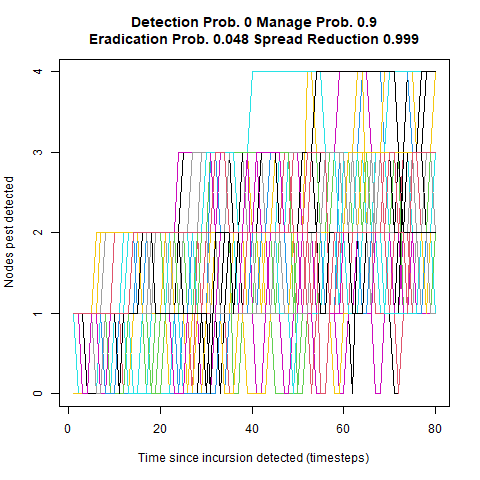 Detection Prob. 0 Manage Prob. 0.9
Eradication Prob. 0.048 Spread Reduction 0.999
Nodes pest detected
4
3
2
1
0
0 20 40 60 80
Time since incursion detected (timesteps)